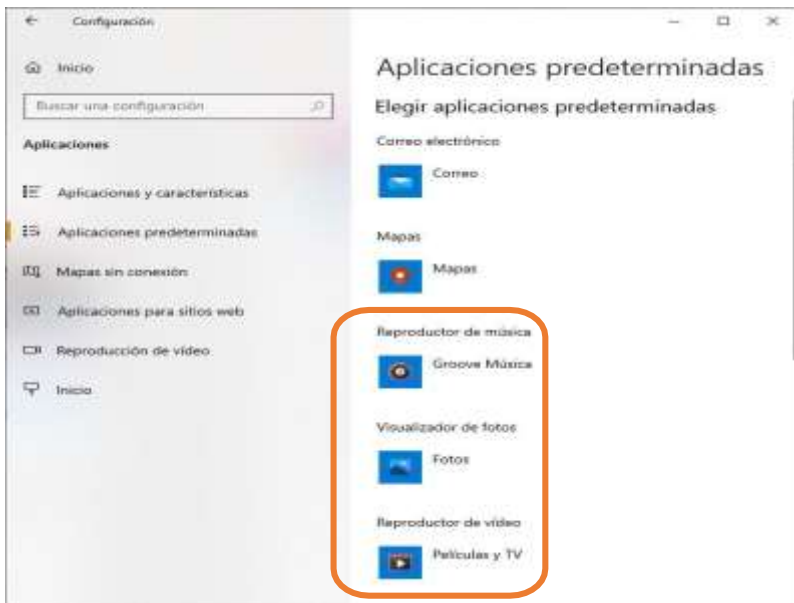 Configuración
Inicio
Buscar una configuración
Aplicaciones
Aplicaciones y características
Aplicaciones predeterminadas
Mapas sin conexión
Aplicaciones para sitios web
Reproducción de vídeo
Inicio
Aplicaciones predeterminadas
Elegir aplicaciones predeterminadas
Correo electrónico
Correo
Mapas
Mapas
Reproductor de música
Groove Música
Visualizador de fotos
Fotos
Reproductor de vídeo
Películas y TV